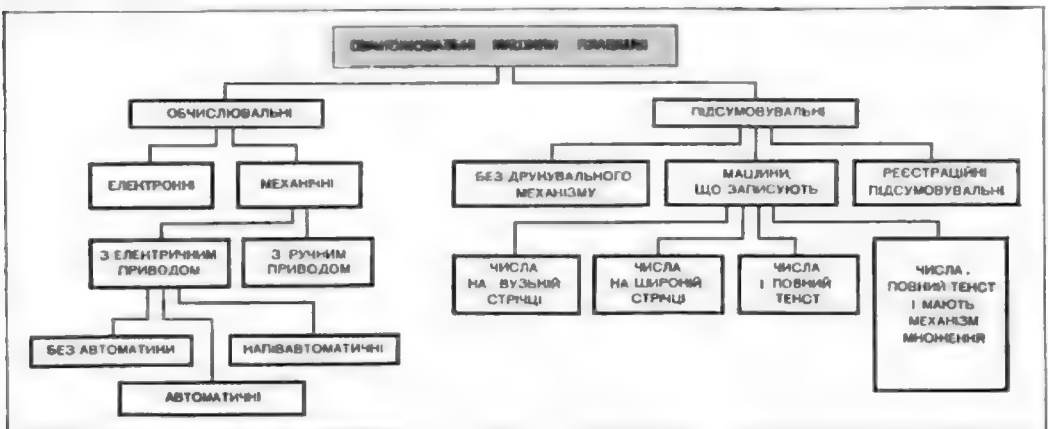 МАШИНИ
ОБЧИСЛЮВАЛЬНІ
ПІДСУМОВУВАЛЬНІ
ЕЛЕКТРОННІ
МЕХАНІЧНІ
БЕЗ ДРУКУВАЛЬНОГО
МЕХАНІЗМУ
МАШИНИ,
ЩО ЗАПИСУЮТЬ
РЕЄСТРАЦІЙНІ
ПІДСУМОВУВАЛЬНІ
З ЕЛЕКТРИЧНИМ
ПРИВОДОМ
З РУЧНИМ
ПРИВОДОМ
ЧИСЛА
НА ВУЗЬКІЙ
СТРІЧЦІ
ЧИСЛА
НА ШИРОКІЙ
СТРІЧЦІ
ЧИСЛА
І ПОВНИЙ
ТЕКСТ
ЧИСЛА,
ПОВНИЙ ТЕКСТ
І МАЮТЬ
МЕХАНІЗМ
МНОЖЕННЯ
БЕЗ АВТОМАТИКИ
НАПІВАВТОМАТИЧНІ
АВТОМАТИЧНІ